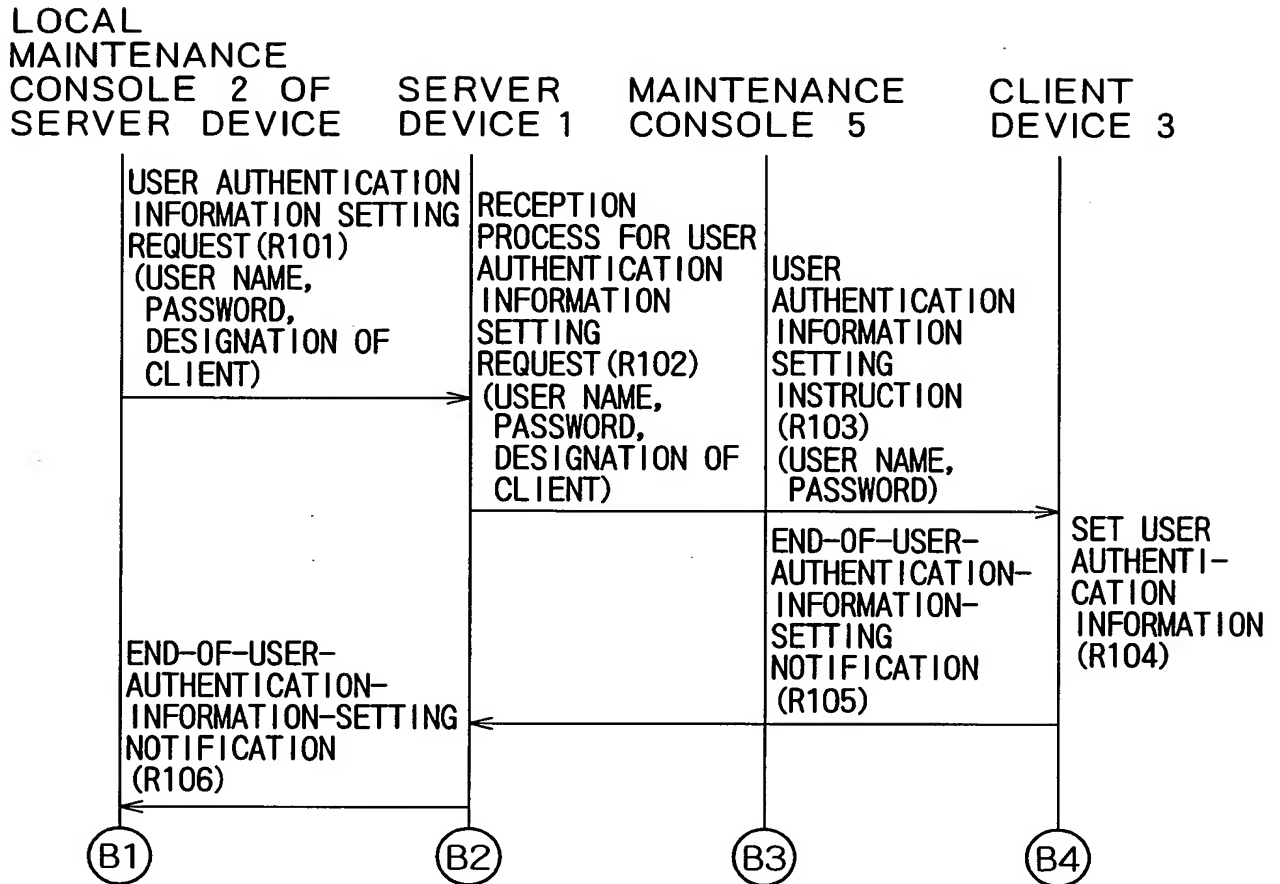 LOCAL
MAINTENANCE
CONSOLE 2 OF
SERVER DEVICE
SERVER
DEVICE 1
MAINTENANCE
CONSOLE 5
CLIENT
DEVICE 3
USER AUTHENTICATION
INFORMATION SETTING
REQUEST(R101)
(USER NAME,
PASSWORD,
DESIGNATION OF
CLIENT)
RECEPTION
PROCESS FOR USER
AUTHENTICATION
INFORMATION
SETTING
REQUEST(R102)
(USER NAME,
PASSWORD,
DESIGNATION OF
CLIENT)
USER
AUTHENTICATION
INFORMATION
SETTING
INSTRUCTION
(R103)
(USER NAME,
PASSWORD)
SET USER
AUTHENTI-
CATION
INFORMATION
(R104)
END-OF-USER-
AUTHENTICATION-
INFORMATION-
SETTING
NOTIFICATION
(R105)
END-OF-USER-
AUTHENTICATION-
INFORMATION-SETTING
NOTIFICATION
(R106)
B1
B2
B3
B4